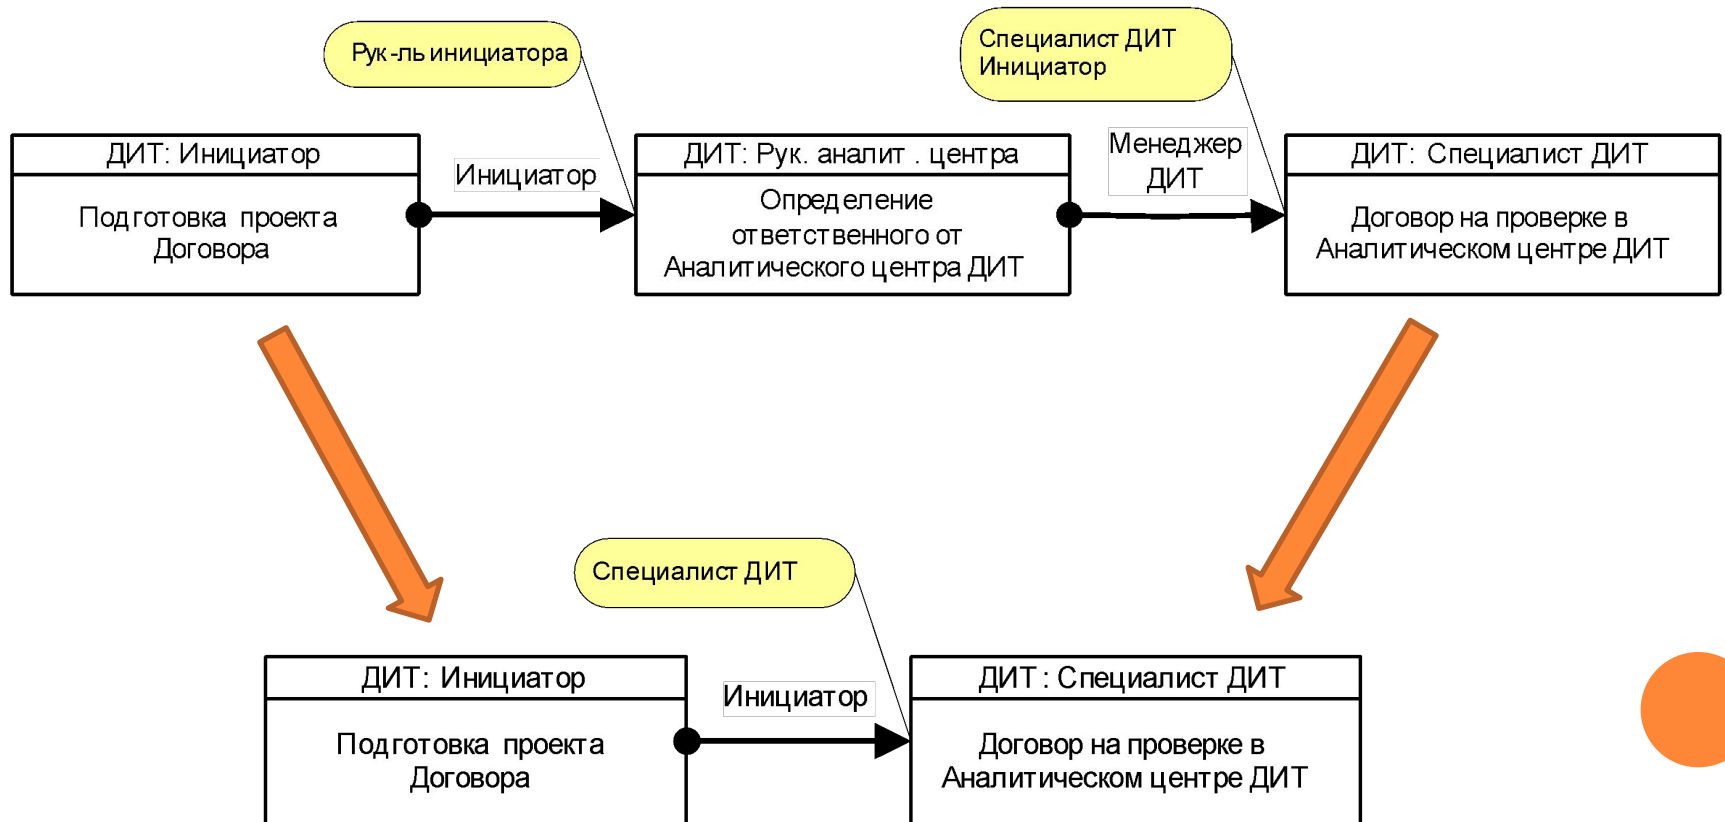 Рук-ль инициатора
Специалист ДИТ
Инициатор
ДИТ: Инициатор
Подготовка проекта
Договора
Инициатор
ДИТ: Рук. аналит . центра
Определение
ответственного от
Аналитического центра ДИТ
Менеджер
ДИТ
ДИТ: Специалист ДИТ
Договор на проверке в
Аналитическом центре ДИТ
Специалист ДИТ
ДИТ: Инициатор
Подготовка проекта
Договора
Инициатор
ДИТ : Специалист ДИТ
Договор на проверке в
Аналитическом центре ДИТ